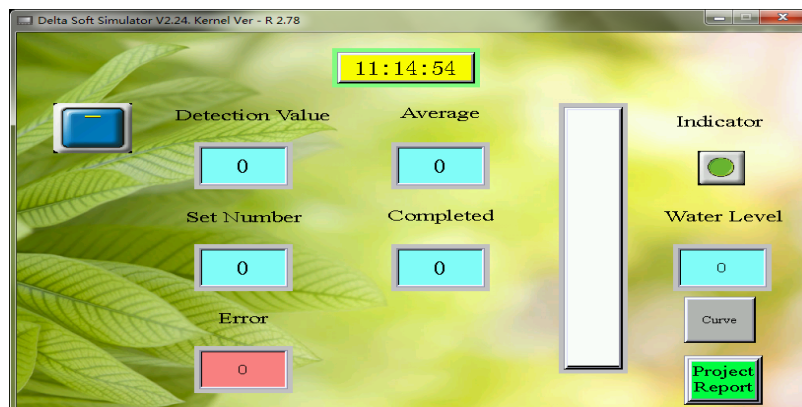 Delta Soft Simulator V2.24. Kernel Ver - R 2.78
11:14:54
Detection Value
Average
Indicator
0
0
Set Number
Completed
Water Level
0
0
0
Error
Curve
0
Project
Report